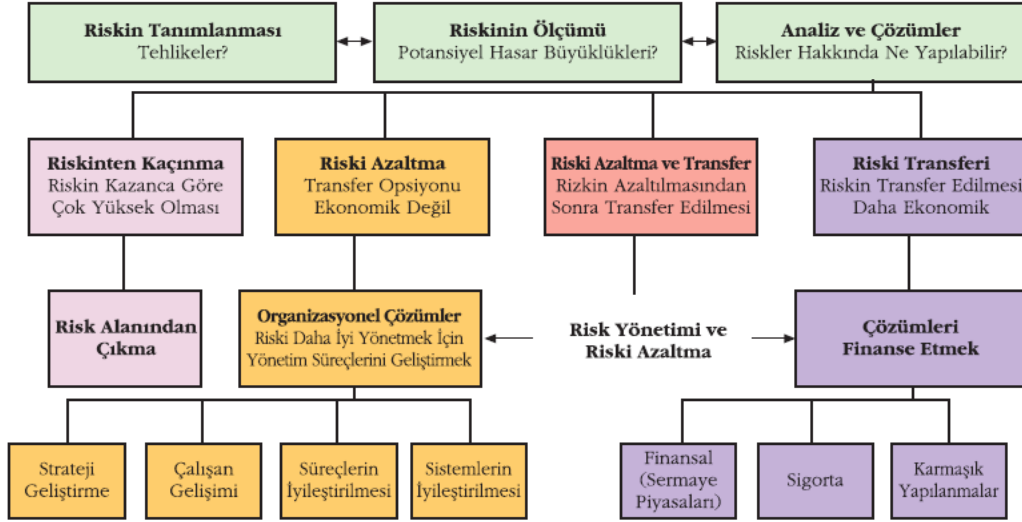 Riskin Tanımlanması
Tehlikeler?
Riskinin Ölçümü
Potansiyel Hasar Büyüklükleri?
Analiz ve Çözümler
Riskler Hakkında Ne Yapılabilir?
Riskinten Kaçınma
Riskin Kazanca Göre
Çok Yüksek Olması
Riski Azaltma
Transfer Opsiyonu
Ekonomik Değil
Riski Azaltma ve Transfer
Rizkin Azaltılmasından
Sonra Transfer Edilmesi
Riski Transferi
Riskin Transfer Edilmesi
Daha Ekonomik
Risk Alanından
Çıkma
Organizasyonel Çözümler
Riski Daha İyi Yönetmek İçin
Yönetim Süreçlerini Geliştirmek
Risk Yönetimi ve
Riski Azaltma
Çözümleri
Finanse Etmek
Strateji
Geliştirme
Çalışan
Gelişimi
Süreçlerin
İyileştirilmesi
Sistemlerin
İyileştirilmesi
Finansal
(Sermaye
Piyasaları)
Sigorta
Karmaşık
Yapılanmalar